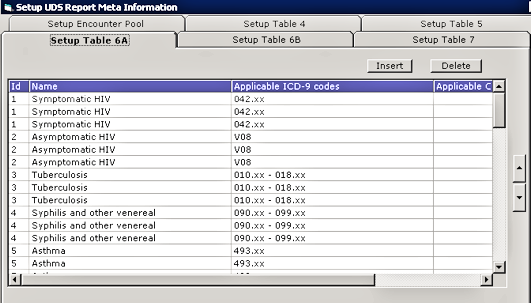 Setup UDS Report Meta Information
Setup Encounter Pool Setup Table 4 Setup Table 5
Setup Table 6A Setup Table 6B Setup Table 7
Insert Delete
Id Name Applicable ICD-9 codes Applicable C
1 Symptomatic HIV 042.xx
1 Symptomatic HIV 042.xx
1 Symptomatic HIV 042.xx
2 Asymptomatic HIV V08
2 Asymptomatic HIV V08
2 Asymptomatic HIV V08
3 Tuberculosis 010.xx - 018.xx
3 Tuberculosis 010.xx - 018.xx
3 Tuberculosis 010.xx - 018.xx
4 Syphilis and other venereal 090.xx - 099.xx
4 Syphilis and other venereal 090.xx - 099.xx
4 Syphilis and other venereal 090.xx - 099.xx
5 Asthma 493.xx
5 Asthma 493.xx